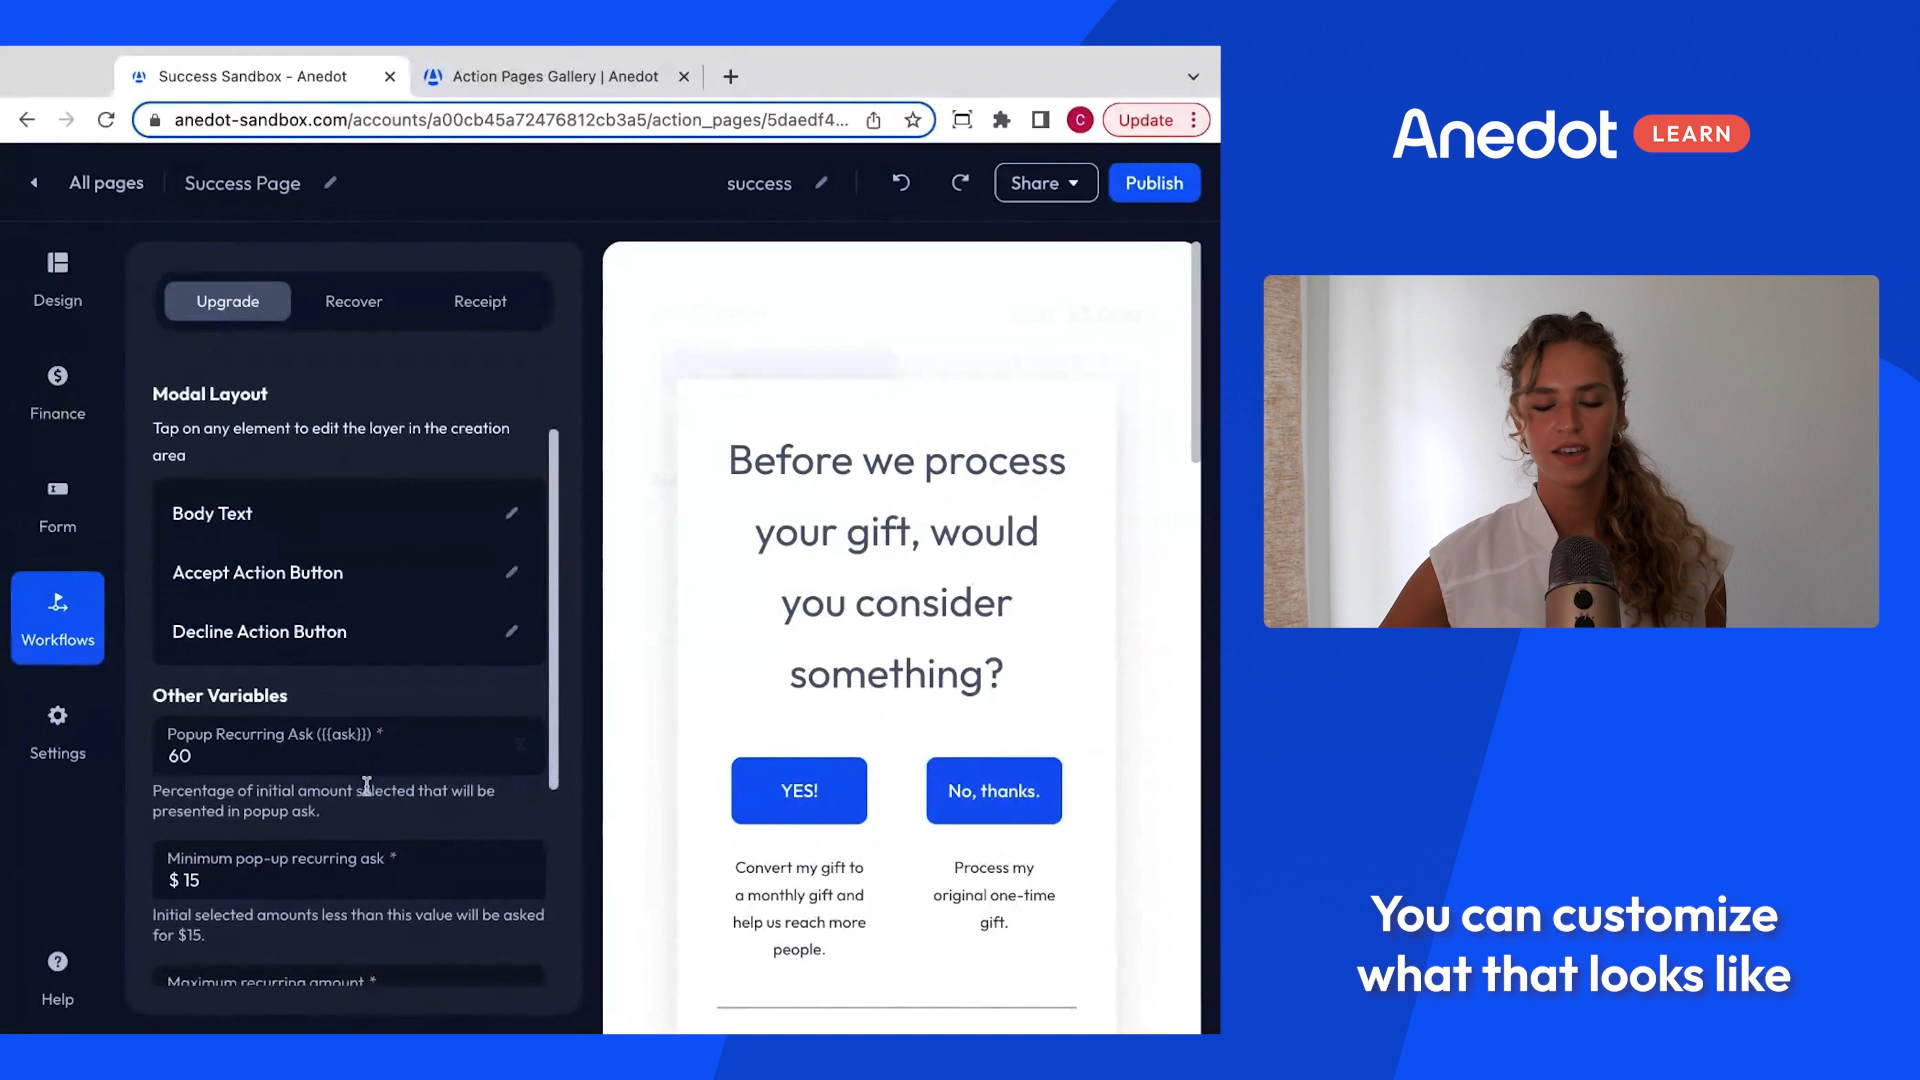 Success Sandbox - Anedot
Action Pages Gallery | Anedot
anedot-sandbox.com/accounts/a00cb45a72476812cb3a5/action_pages/5daedf4...
C
Update
All pages
Success Page
success
Share
Publish
Design
Finance
Form
Workflows
Settings
Help
Upgrade
Recover
Receipt
Modal Layout
Tap on any element to edit the layer in the creation
area
Body Text
Accept Action Button
Decline Action Button
Other Variables
Popup Recurring Ask ({{ask}}) *
60
Percentage of initial amount selected that will be
presented in popup ask.
Minimum pop-up recurring ask *
$ 15
Initial selected amounts less than this value will be asked
for $15.
Maximum recurring amount *
Before we process
your gift, would
you consider
something?
YES!
No, thanks.
Convert my gift to
a monthly gift and
help us reach more
people.
Process my
original one-time
gift.
Anedot LEARN
You can customize
what that looks like